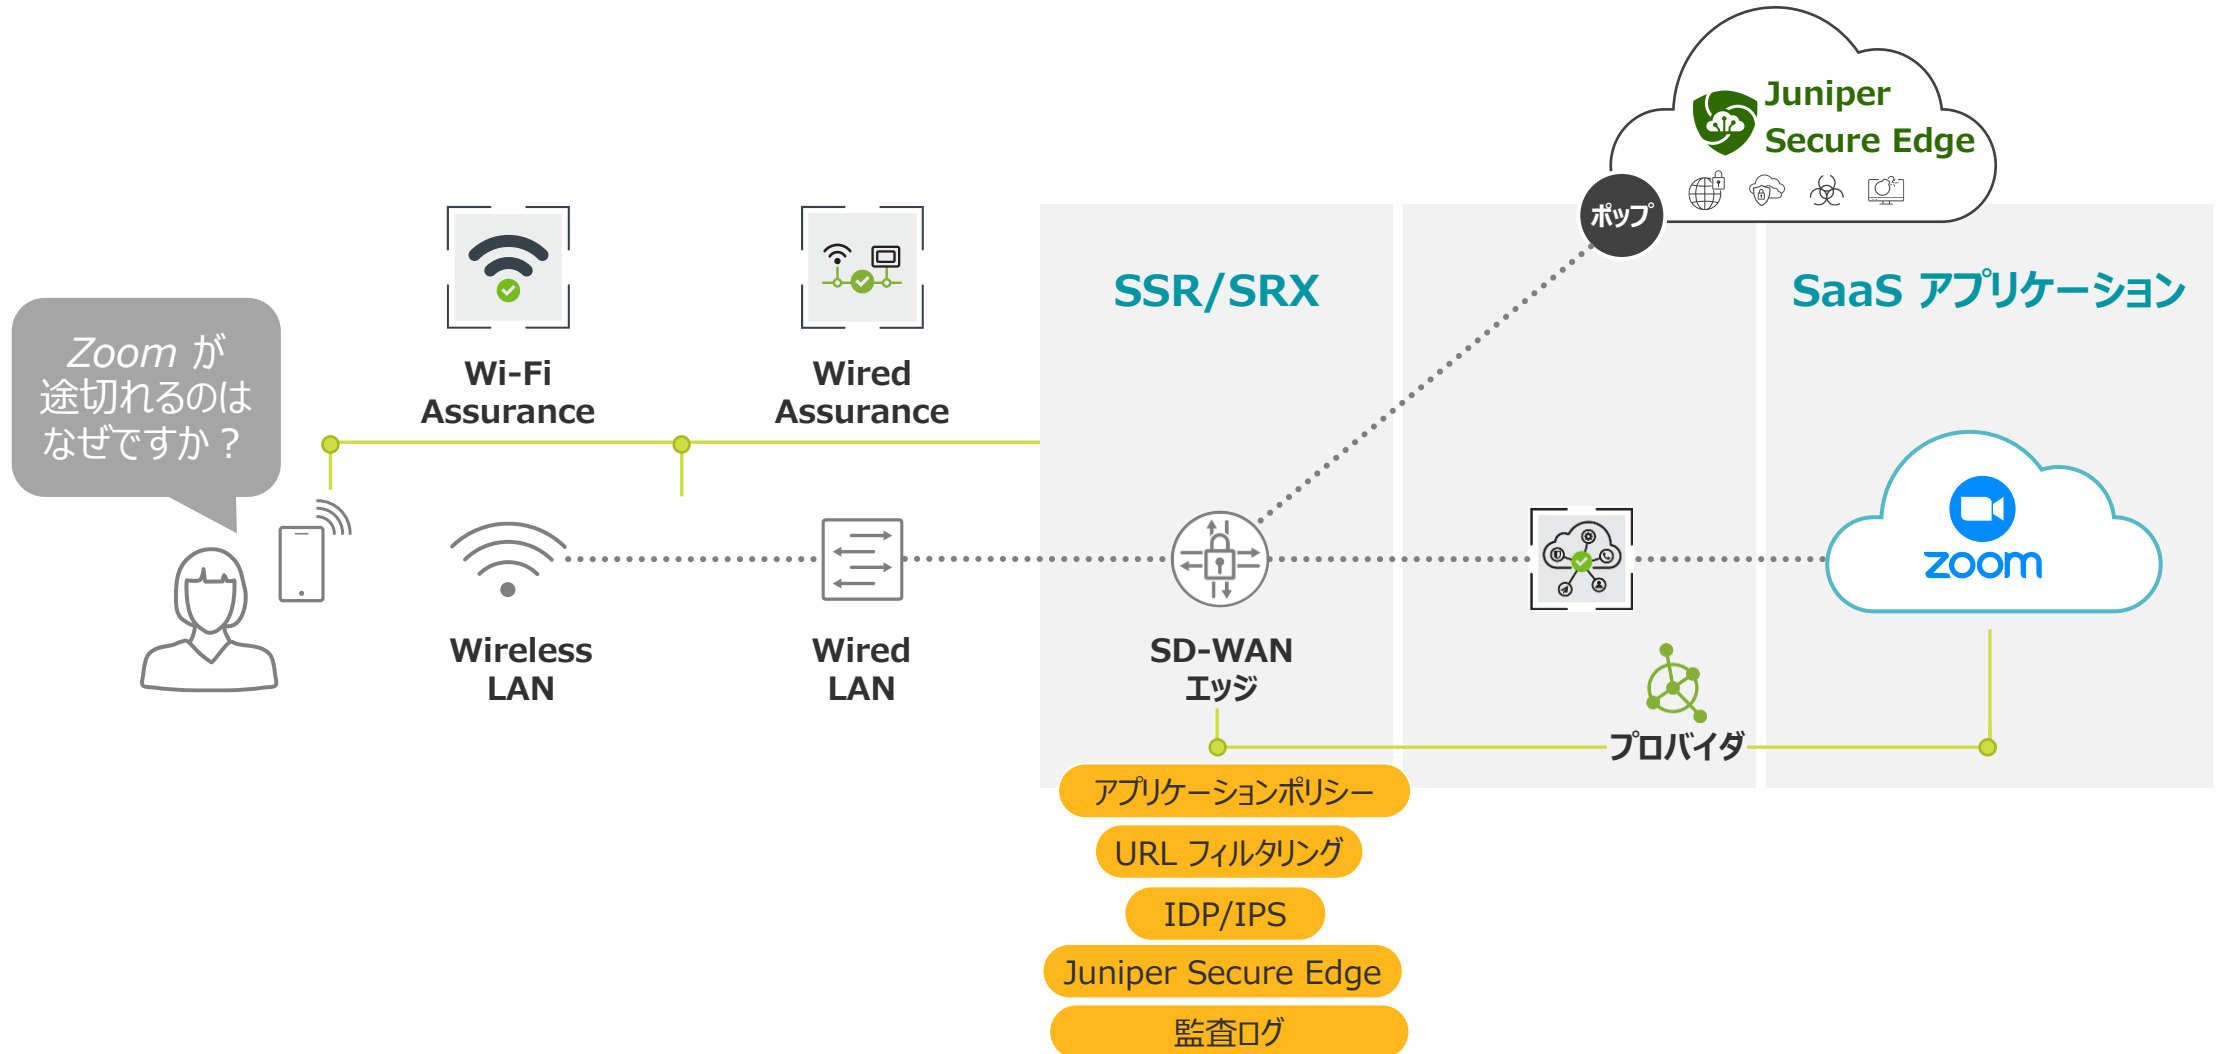 Juniper
Secure Edge
ポップ
SSR/SRX
SaaS アプリケーション
Zoom が
途切れるのは
なぜですか？
Wi-Fi
Assurance
Wired
Assurance
zoom
Wireless
LAN
Wired
LAN
SD-WAN
エッジ
プロバイダ
アプリケーションポリシー
URL フィルタリング
IDP/IPS
Juniper Secure Edge
監査ログ